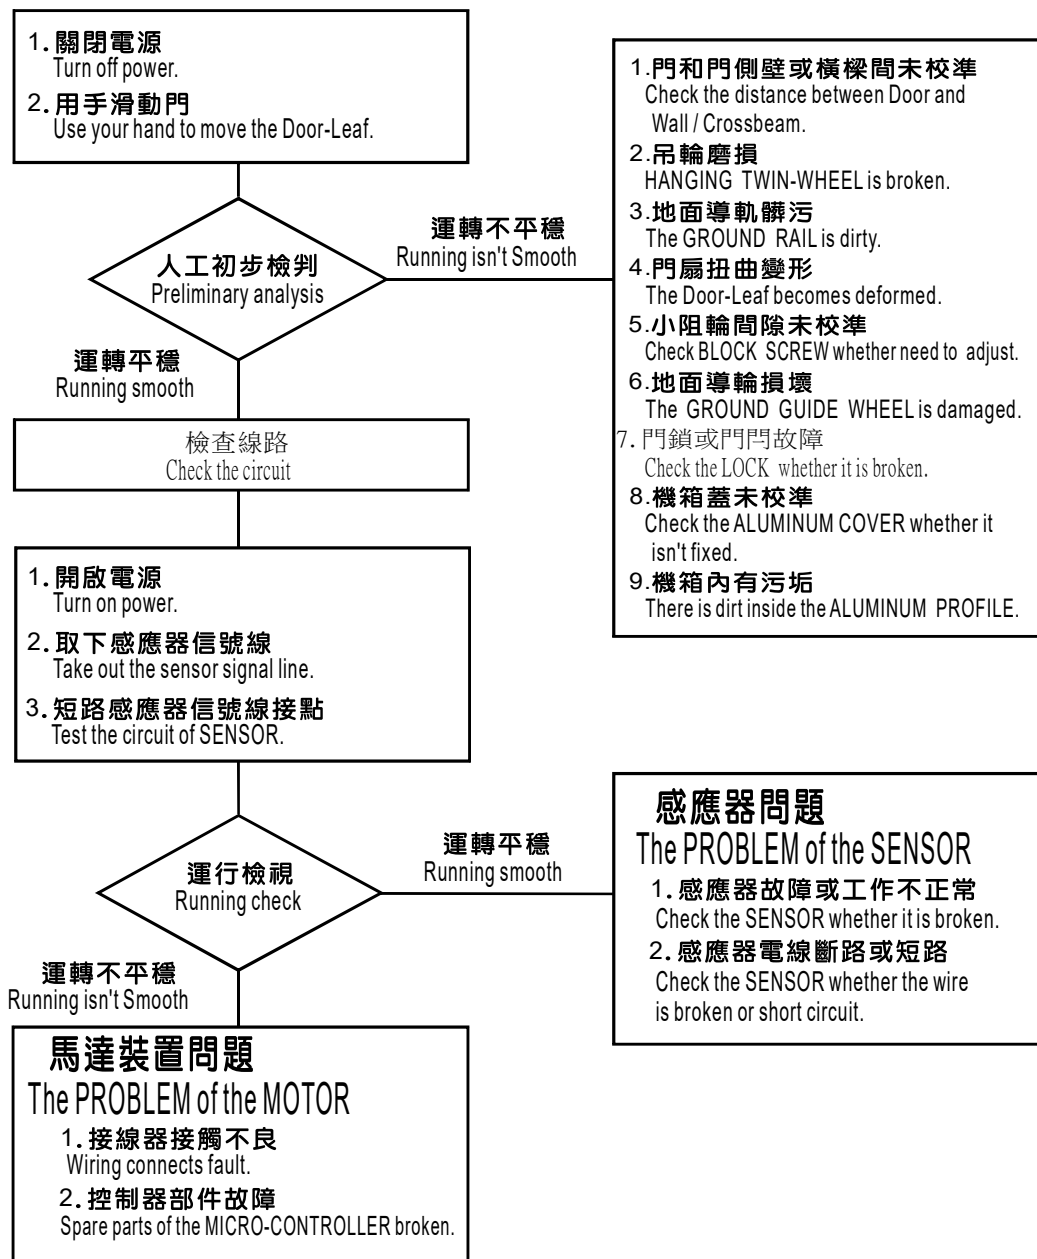 1. 關閉電源
Turn off power.
2. 用手滑動門
Use your hand to move the Door-Leaf.
人工初步檢判
Preliminary analysis
運轉不平穩
Running isn't Smooth
1.門和門側壁或橫樑間未校準
Check the distance between Door and
Wall / Crossbeam.
2.吊輪磨損
HANGING TWIN-WHEEL is broken.
3.地面導軌髒污
The GROUND RAIL is dirty.
4.門扇扭曲變形
The Door-Leaf becomes deformed.
5.小阻輪間隙未校準
Check BLOCK SCREW whether need to adjust.
6.地面導輪損壞
The GROUND GUIDE WHEEL is damaged.
7.門鎖或門閂故障
Check the LOCK whether it is broken.
8.機箱蓋未校準
Check the ALUMINUM COVER whether it
isn't fixed.
9.機箱內有污垢
There is dirt inside the ALUMINUM PROFILE.
運轉平穩
Running smooth
檢查線路
Check the circuit
1. 開啟電源
Turn on power.
2. 取下感應器信號線
Take out the sensor signal line.
3. 短路感應器信號線接點
Test the circuit of SENSOR.
運行檢視
Running check
運轉平穩
Running smooth
感應器問題
The PROBLEM of the SENSOR
1. 感應器故障或工作不正常
Check the SENSOR whether it is broken.
2. 感應器電線斷路或短路
Check the SENSOR whether the wire
is broken or short circuit.
運轉不平穩
Running isn't Smooth
馬達裝置問題
The PROBLEM of the MOTOR
1. 接線器接觸不良
Wiring connects fault.
2. 控制器部件故障
Spare parts of the MICRO-CONTROLLER broken.